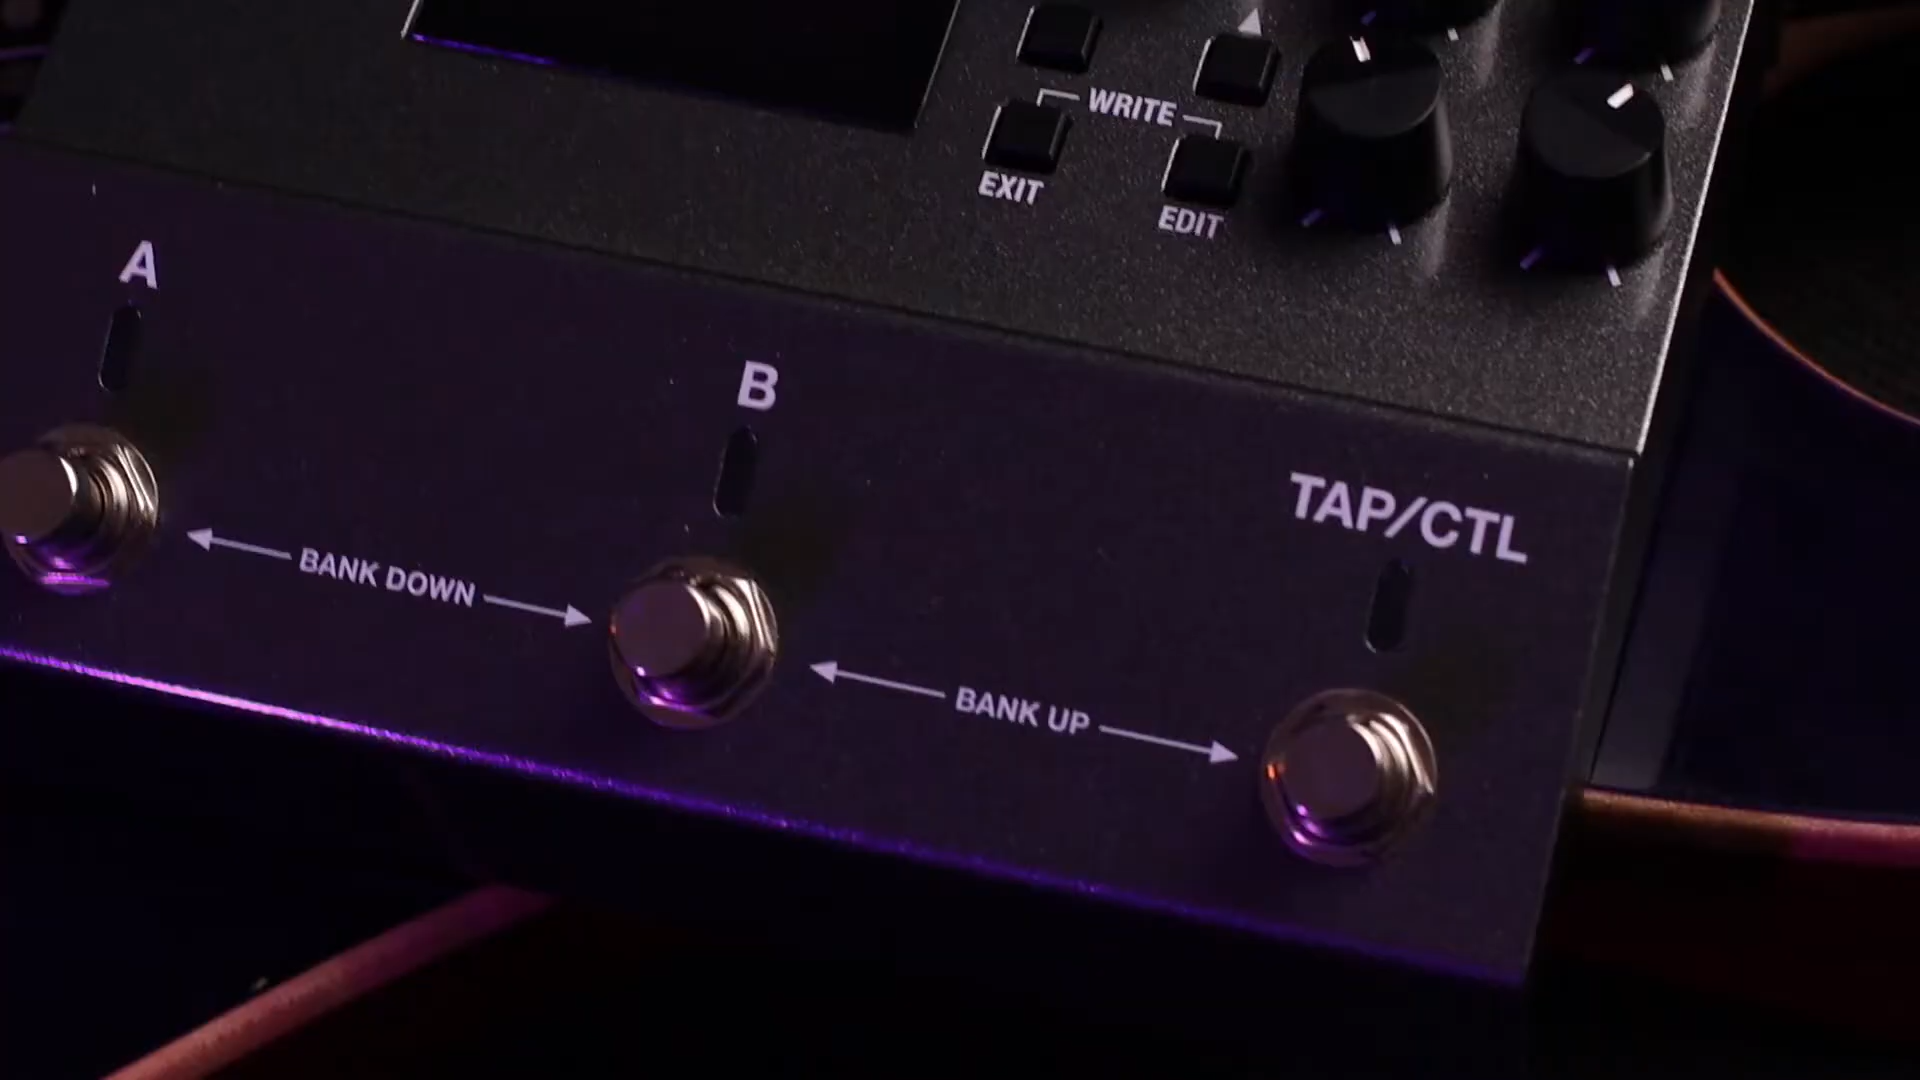 WRITE
EXIT
EDIT
A
B
TAP/CTL
BANK DOWN
BANK UP